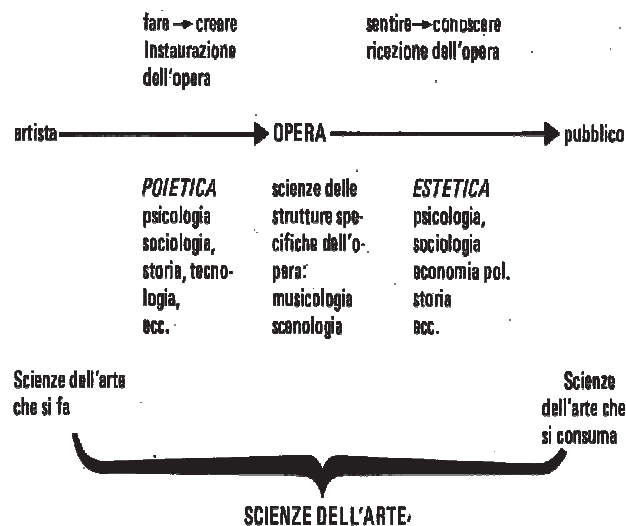 fare → creare
Instaurazione
dell'opera
sentire → conoscere
ricezione dell'opera
artista
OPERA
pubblico
POIETICA
psicologia
sociologia,
storia, tecno-
logia,
ecc.
scienze delle
strutture spe-
cifiche dell'o-
pera:
musicologia
scenologia
ESTETICA
psicologia,
sociologia
economia pol.
storia
ecc.
Scienze dell'arte
che si fa
Scienze
dell'arte che
si consuma
SCIENZE DELL'ARTE